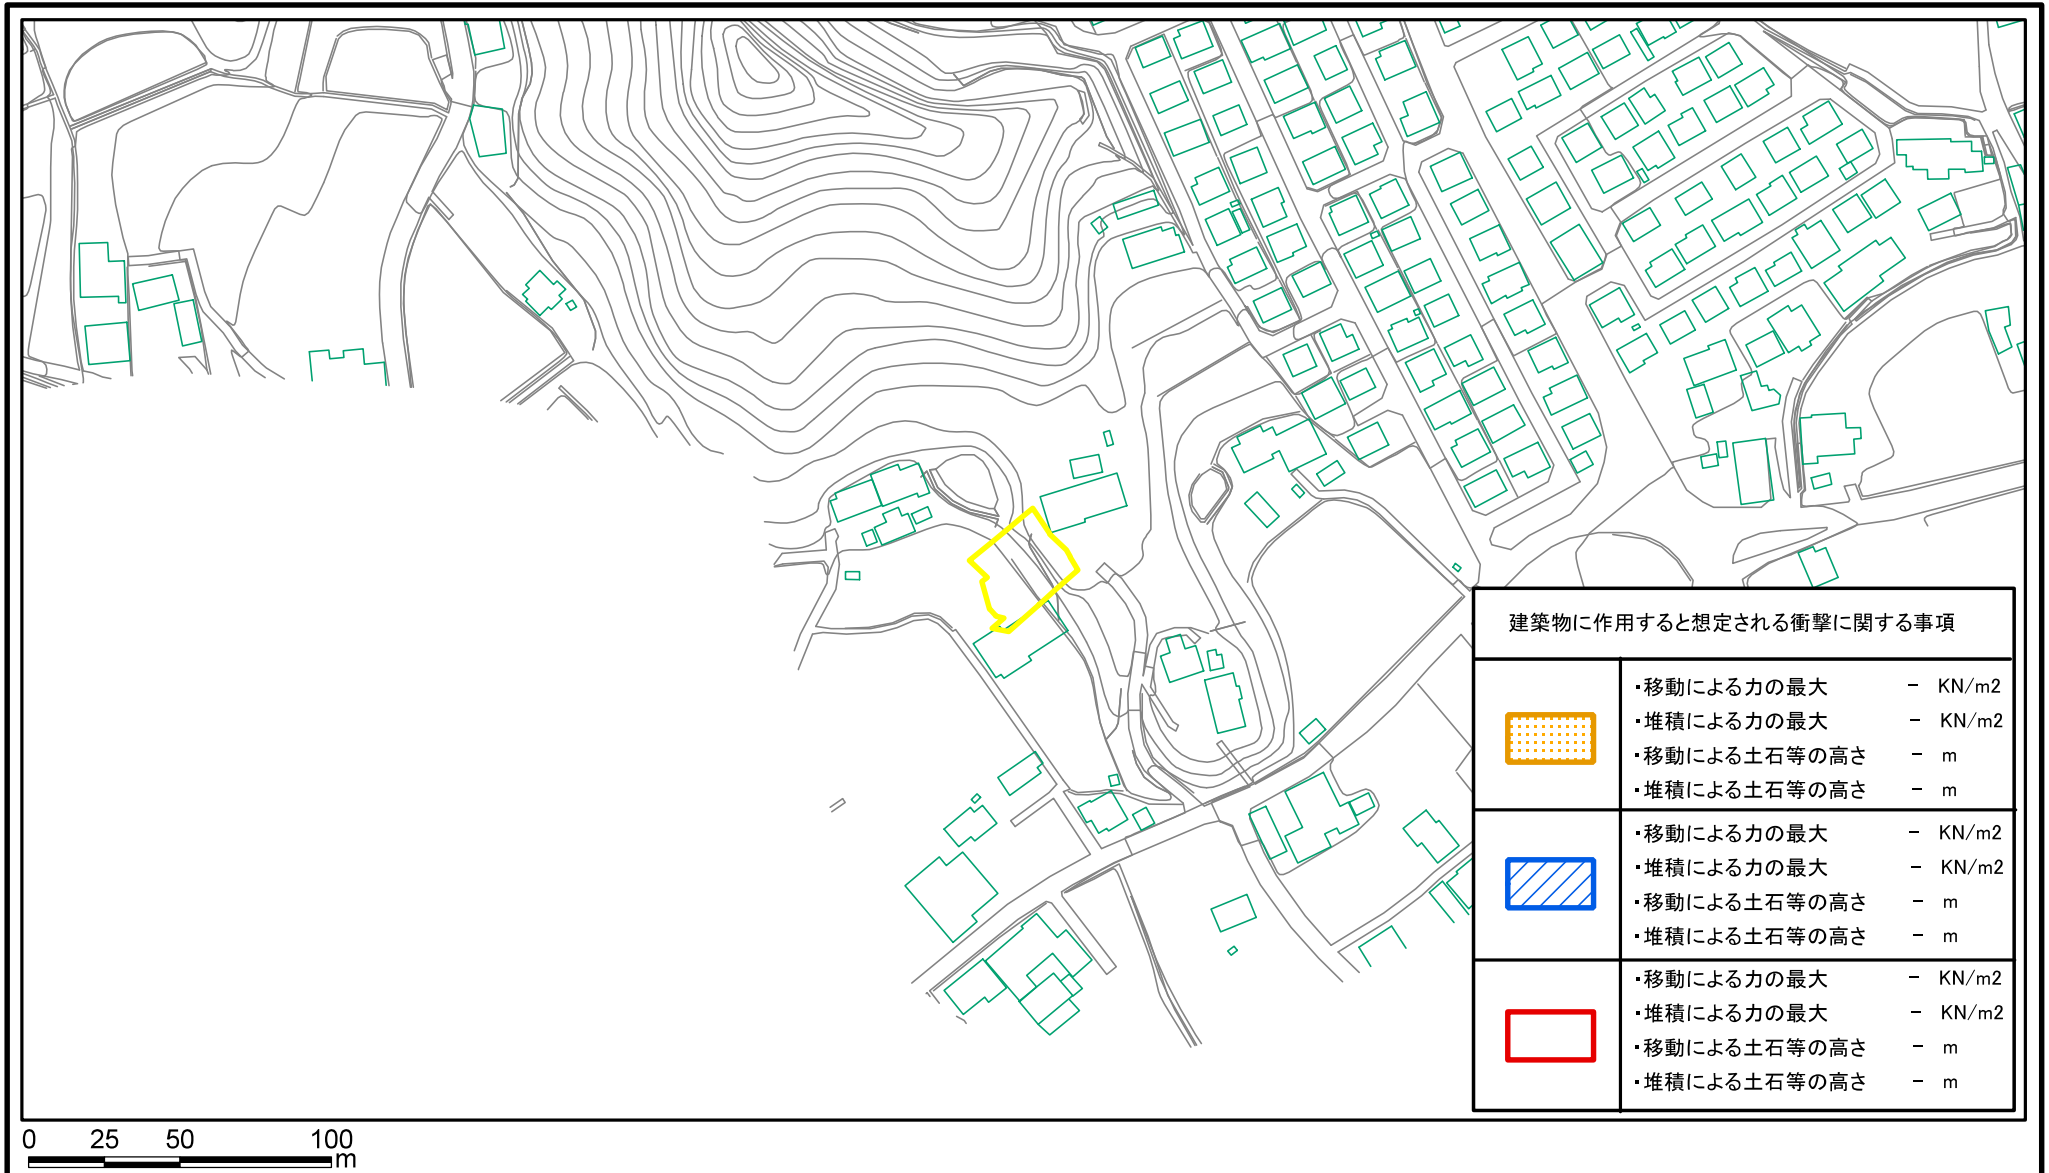 建築物に作用すると想定される衝撃に関する事項
・移動による力の最大 － KN/m2
・堆積による力の最大 － KN/m2
・移動による土石等の高さ － m
・堆積による土石等の高さ － m
・移動による力の最大 － KN/m2
・堆積による力の最大 － KN/m2
・移動による土石等の高さ － m
・堆積による土石等の高さ － m
・移動による力の最大 － KN/m2
・堆積による力の最大 － KN/m2
・移動による土石等の高さ － m
・堆積による土石等の高さ － m
0 25 50 100
m